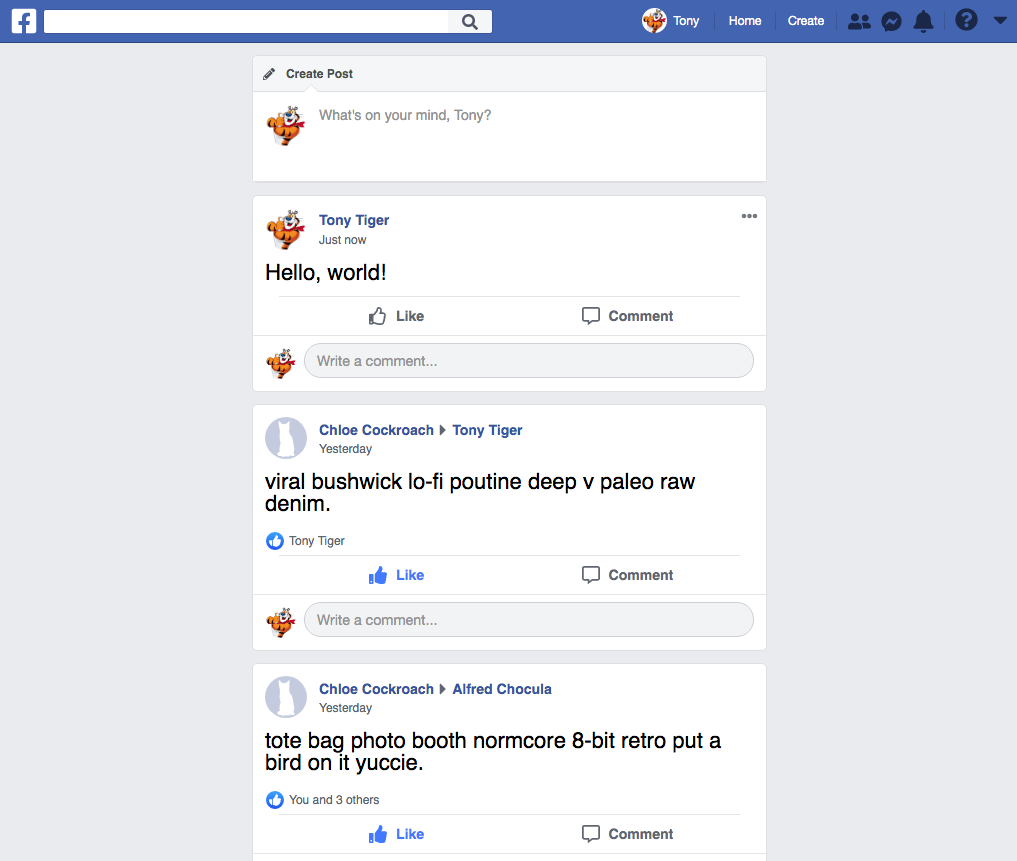 Tony Home Create
Create Post
What's on your mind, Tony?
Tony Tiger
Just now
Hello, world!
Like Comment
Write a comment...
Chloe Cockroach Tony Tiger
Yesterday
viral bushwick lo-fi poutine deep v paleo raw
denim.
Tony Tiger
Like Comment
Write a comment...
Chloe Cockroach Alfred Chocula
Yesterday
tote bag photo booth normcore 8-bit retro put a
bird on it yuccie.
You and 3 others
Like Comment